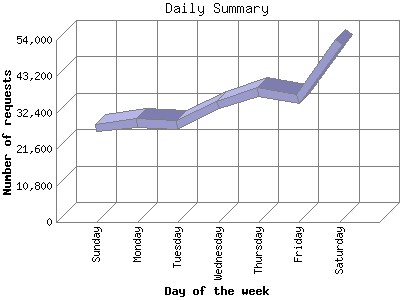 Daily Summary
Number of requests
54,000
43,200
32,400
21,600
10,800
0
Sunday
Monday
Tuesday
Wednesday
Thursday
Friday
Saturday
Day of the week